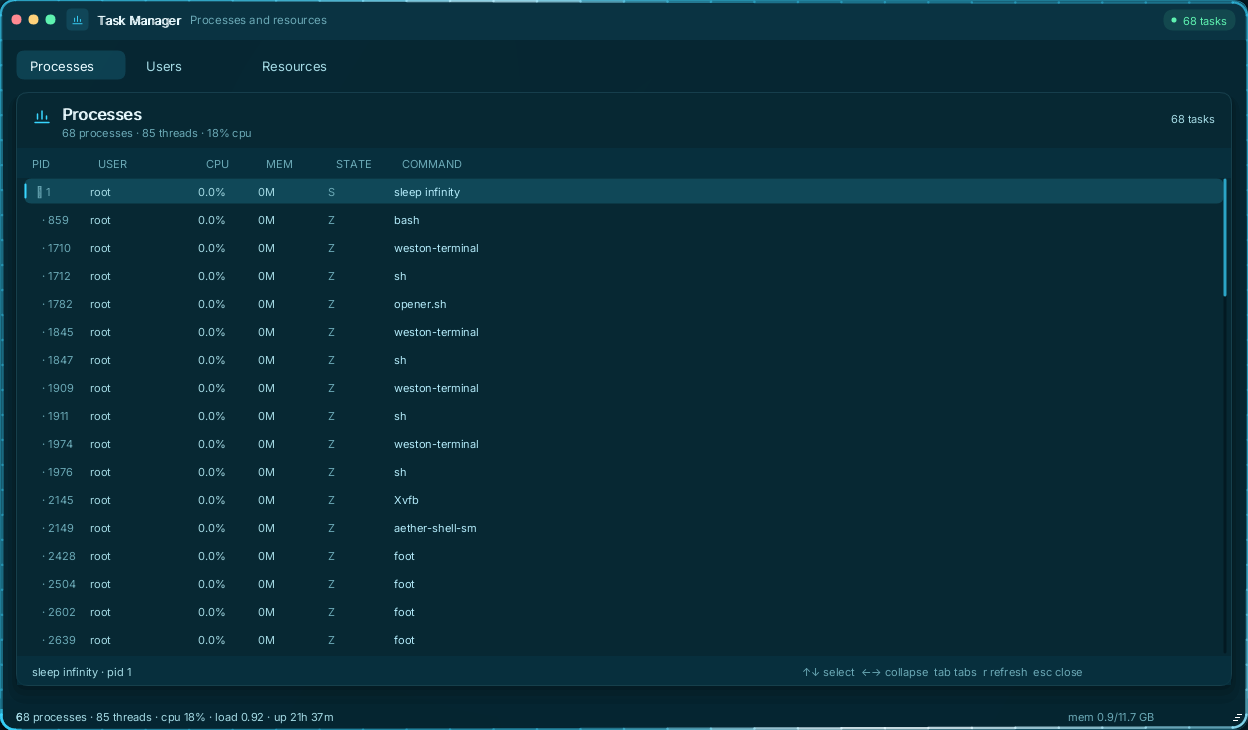 Task Manager Processes and resources 68 tasks
Processes Users Resources
Processes
68 processes · 85 threads · 18% cpu
68 tasks
PID USER CPU MEM STATE COMMAND
1 root 0.0% 0M S sleep infinity
· 859 root 0.0% 0M Z bash
· 1710 root 0.0% 0M Z weston-terminal
· 1712 root 0.0% 0M Z sh
· 1782 root 0.0% 0M Z opener.sh
· 1845 root 0.0% 0M Z weston-terminal
· 1847 root 0.0% 0M Z sh
· 1909 root 0.0% 0M Z weston-terminal
· 1911 root 0.0% 0M Z sh
· 1974 root 0.0% 0M Z weston-terminal
· 1976 root 0.0% 0M Z sh
· 2145 root 0.0% 0M Z Xvfb
· 2149 root 0.0% 0M Z aether-shell-sm
· 2428 root 0.0% 0M Z foot
· 2504 root 0.0% 0M Z foot
· 2602 root 0.0% 0M Z foot
· 2639 root 0.0% 0M Z foot
sleep infinity · pid 1 ↑↓ select ←→ collapse tab tabs r refresh esc close
68 processes · 85 threads · cpu 18% · load 0.92 · up 21h 37m mem 0.9/11.7 GB